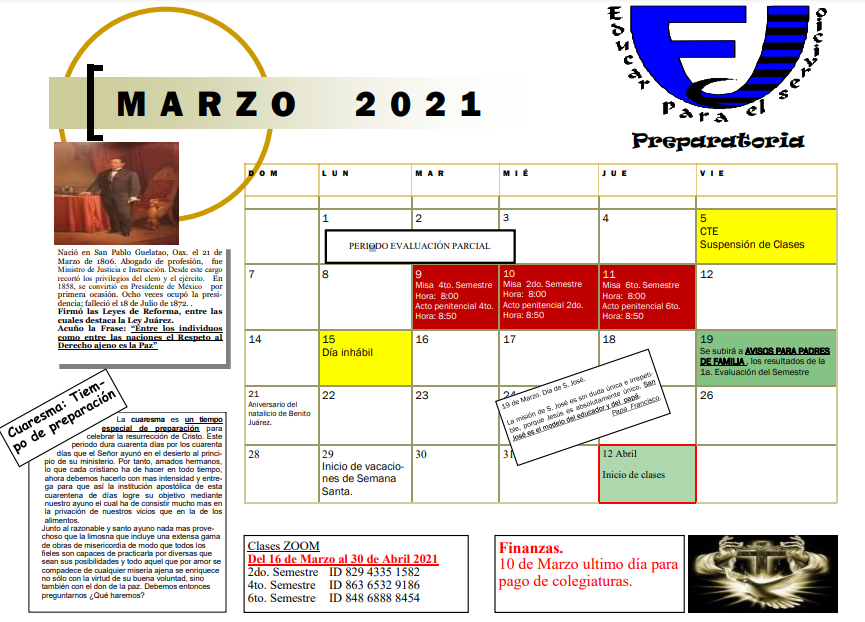 Educar para el servicio
Preparatoria
MARZO 2021
Nació en San Pablo Guelatao, Oax. el 21 de
Marzo de 1806. Abogado de profesión, fue
Ministro de Justicia e Instrucción. Desde este cargo
recortó los privilegios del clero y el ejército. En
1858, se convirtió en Presidente de México por
primera ocasión. Ocho veces ocupó la presi-
dencia; falleció el 18 de Julio de 1872. .
Firmó las Leyes de Reforma, entre las
cuales destaca la Ley Juárez.
Acuño la Frase: "Entre los individuos
como entre las naciones el Respeto al
Derecho ajeno es la Paz"
Cuaresma: Tiem-
po de preparación
La cuaresma es un tiempo
especial de preparación para
celebrar la resurrección de Cristo. Este
periodo dura cuarenta días por los cuarenta
días que el Señor ayunó en el desierto al princi-
pio de su ministerio. Por tanto, amados hermanos,
lo que cada cristiano ha de hacer en todo tiempo,
ahora debemos hacerlo con mas intensidad y entre-
ga para que así la institución apostólica de esta
cuarentena de días logre su objetivo mediante
nuestro ayuno el cual ha de consistir mucho mas en
la privación de nuestros vicios que en la de los
alimentos.
Junto al razonable y santo ayuno nada mas prove-
choso que la limosna que incluye una extensa gama
de obras de misericordia de modo que todos los
fieles son capaces de practicarla por diversas que
sean sus posibilidades y todo aquel que por amor se
compadece de cualquier miseria ajena se enriquece
no sólo con la virtud de su buena voluntad, sino
también con el don de la paz. Debemos entonces
preguntarnos ¿Qué haremos?
DOM LUN MAR MIÉ JUE VIE
1 2 3 4 5
CTE
Suspensión de Clases
PERIODO EVALUACIÓN PARCIAL
7 8 9 10 11 12
Misa 4to. Semestre
Hora: 8:00
Acto penitencial 4to.
Hora: 8:50
Misa 2do. Semestre
Hora: 8:00
Acto penitencial 2do.
Hora: 8:50
Misa 6to. Semestre
Hora: 8:00
Acto penitencial 6to.
Hora: 8:50
14 15 16 17 18 19
Día inhábil
Se subirá a AVISOS PARA PADRES
DE FAMILIA , los resultados de la
1a. Evaluación del Semestre
19 de Marzo. Día de S. José.
La misión de S. José es sin duda única e irrepeti-
ble, porque Jesús es absolutamente único. San
José es el modelo del educador y del papá.
Papa Francisco.
21 22 23 24 26
Aniversario del
natalicio de Benito
Juárez.
28 29 30 31 12 Abril
Inicio de vacacio-
nes de Semana
Santa.
Inicio de clases
Clases ZOOM
Del 16 de Marzo al 30 de Abril 2021
2do. Semestre ID 829 4335 1582
4to. Semestre ID 863 6532 9186
6to. Semestre ID 848 6888 8454
Finanzas.
10 de Marzo ultimo día para
pago de colegiaturas.